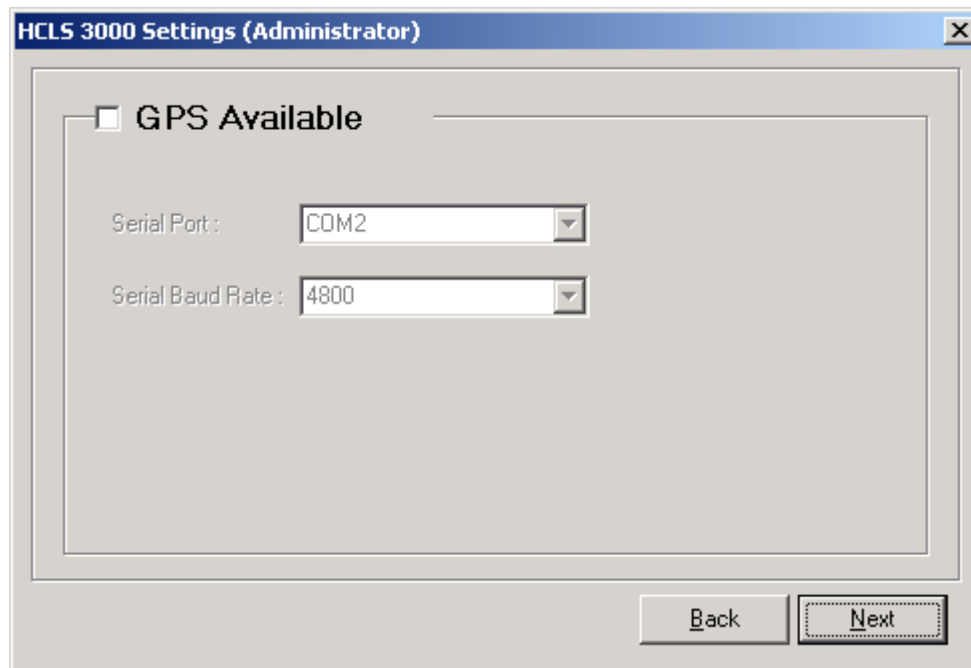 HCLS 3000 Settings (Administrator)
GPS Available
Serial Port : COM2
Serial Baud Rate : 4800
Back Next